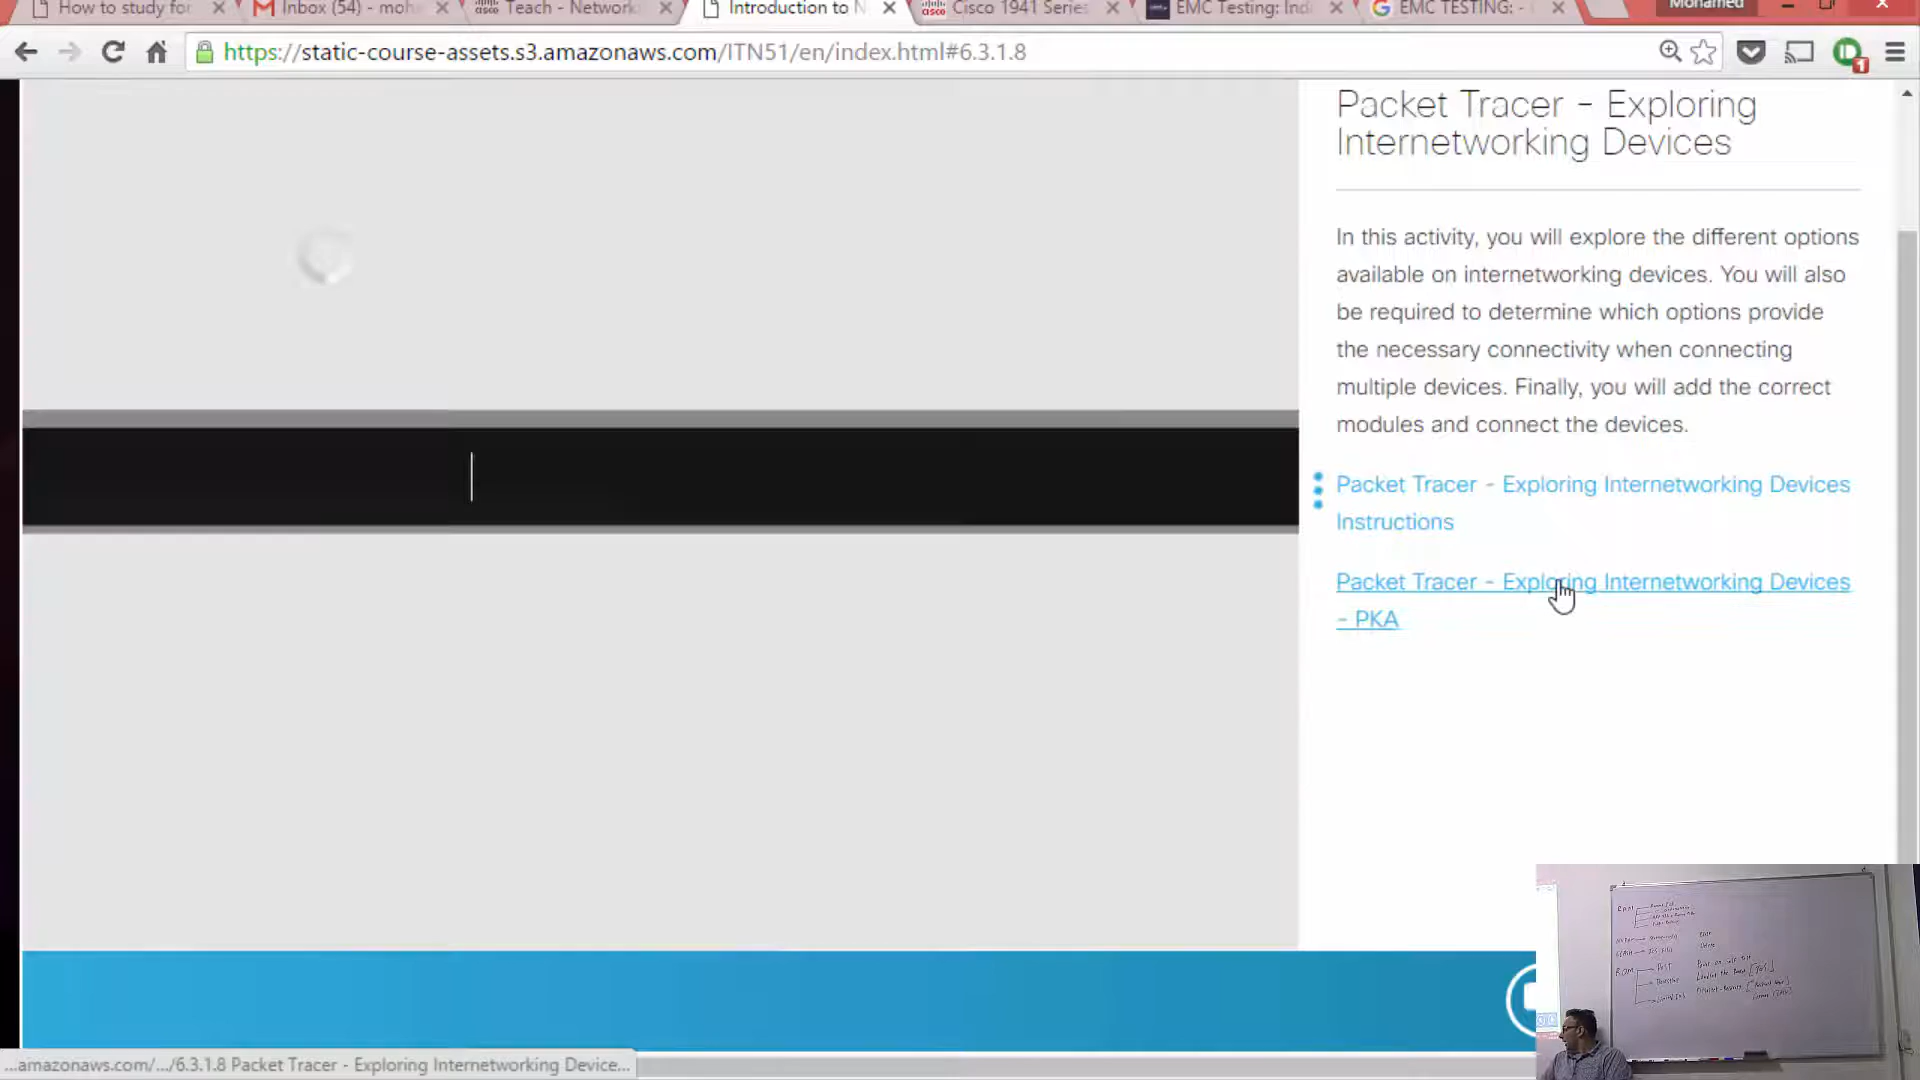 How to study for
Inbox (54) - moh
Teach - Network
Introduction to N
Cisco 1941 Series
EMC Testing: Ind
EMC TESTING: -
Mohamed
https://static-course-assets.s3.amazonaws.com/ITN51/en/index.html#6.3.1.8
1
Packet Tracer - Exploring
Internetworking Devices
In this activity, you will explore the different options
available on internetworking devices. You will also
be required to determine which options provide
the necessary connectivity when connecting
multiple devices. Finally, you will add the correct
modules and connect the devices.
Packet Tracer - Exploring Internetworking Devices
Instructions
Packet Tracer - Exploring Internetworking Devices
- PKA
RAM
ROM
POST
...amazonaws.com/.../6.3.1.8 Packet Tracer - Exploring Internetworking Device...